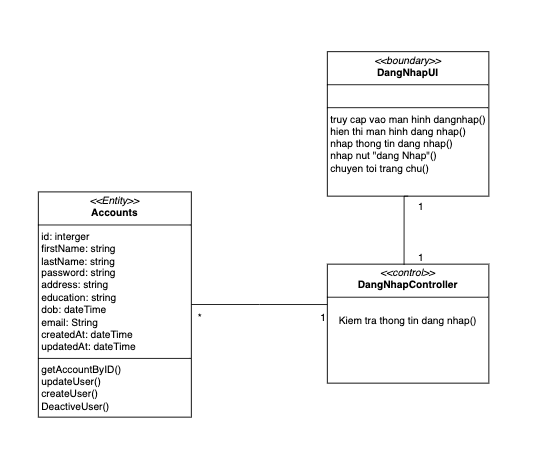 <<boundary>>
DangNhapUI
truy cap vao man hinh dangnhap()
hien thi man hinh dang nhap()
nhap thong tin dang nhap()
nhap nut "dang Nhap"()
chuyen toi trang chu()
1
1
<<control>>
DangNhapController
Kiem tra thong tin dang nhap()
<<Entity>>
Accounts
id: interger
firstName: string
lastName: string
password: string
address: string
education: string
dob: dateTime
email: String
createdAt: dateTime
updatedAt: dateTime
getAccountByID()
updateUser()
createUser()
DeactiveUser()
*
1